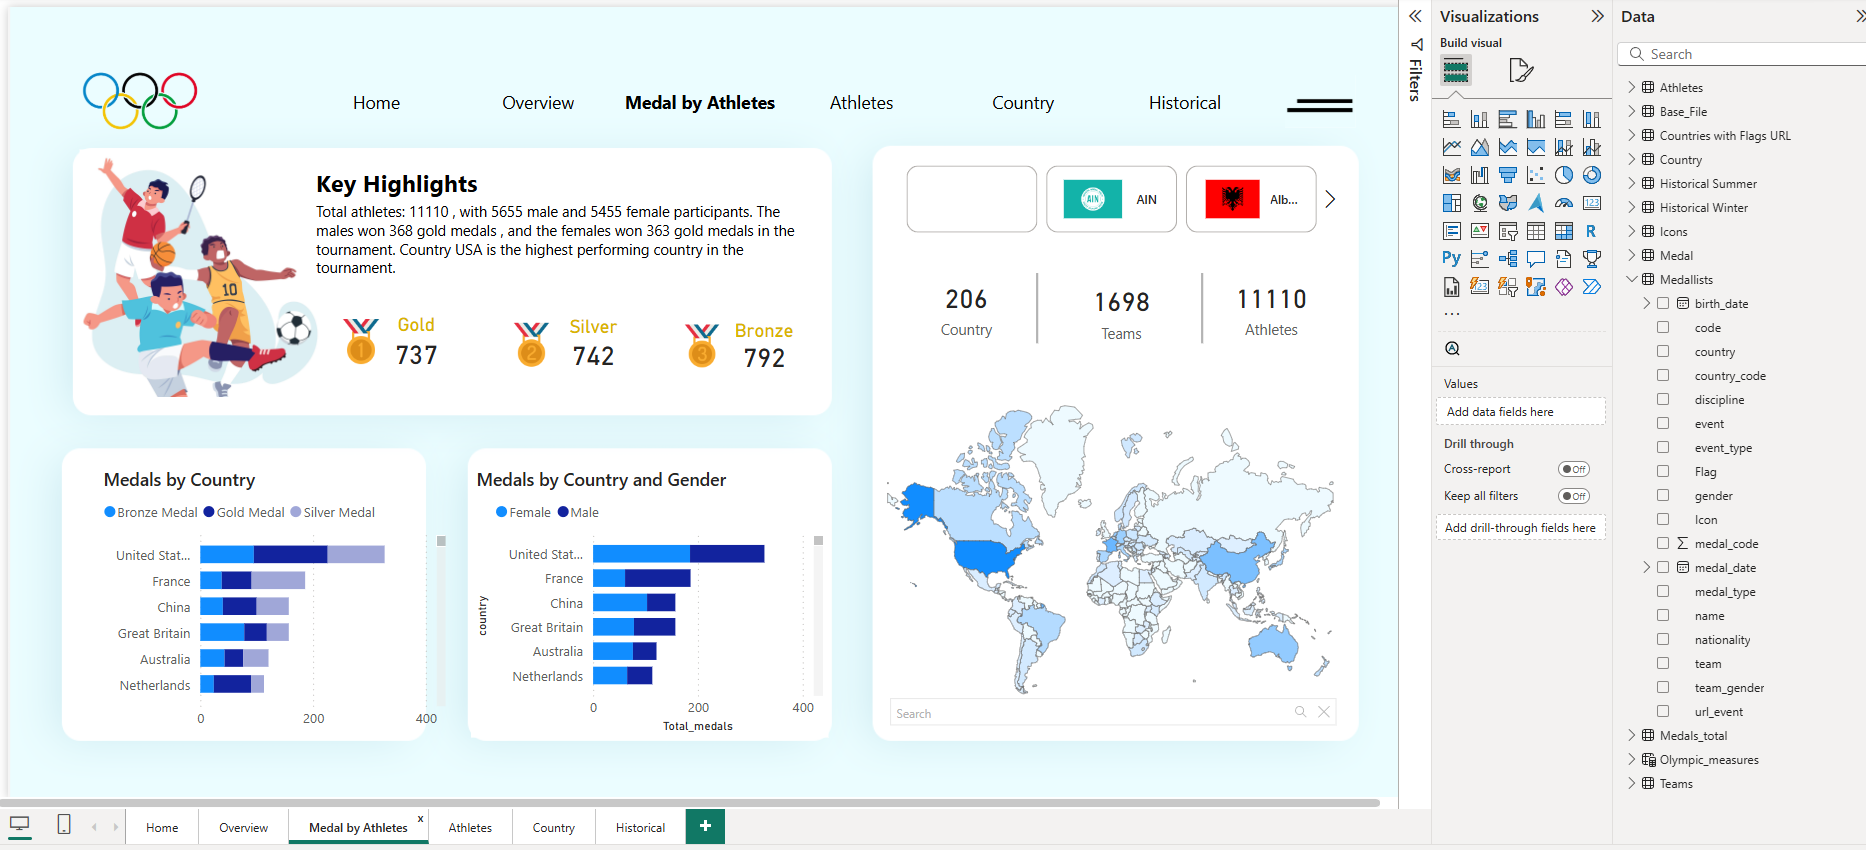 Home
Overview
Medal by Athletes
Athletes
Country
Historical
Key Highlights
Total athletes: 11110 , with 5655 male and 5455 female participants. The
males won 368 gold medals , and the females won 363 gold medals in the
tournament. Country USA is the highest performing country in the
tournament.
10
1
Gold
737
2
Silver
742
3
Bronze
792
AIN
AIN
Alb...
206
Country
1698
Teams
11110
Athletes
Medals by Country
Bronze Medal
Gold Medal
Silver Medal
United Stat...
France
China
Great Britain
Australia
Netherlands
0
200
400
Medals by Country and Gender
Female
Male
country
United Stat...
France
China
Great Britain
Australia
Netherlands
0
200
400
Total_medals
Search
Home
Overview
Medal by Athletes
x
Athletes
Country
Historical
+
Filters
Visualizations
Build visual
123
R
Py
123
...
Values
Add data fields here
Drill through
Cross-report
Off
Keep all filters
Off
Add drill-through fields here
Data
Search
Athletes
Base_File
Countries with Flags URL
Country
Historical Summer
Historical Winter
Icons
Medal
Medallists
birth_date
code
country
country_code
discipline
event
event_type
Flag
gender
Icon
medal_code
medal_date
medal_type
name
nationality
team
team_gender
url_event
Medals_total
Olympic_measures
Teams